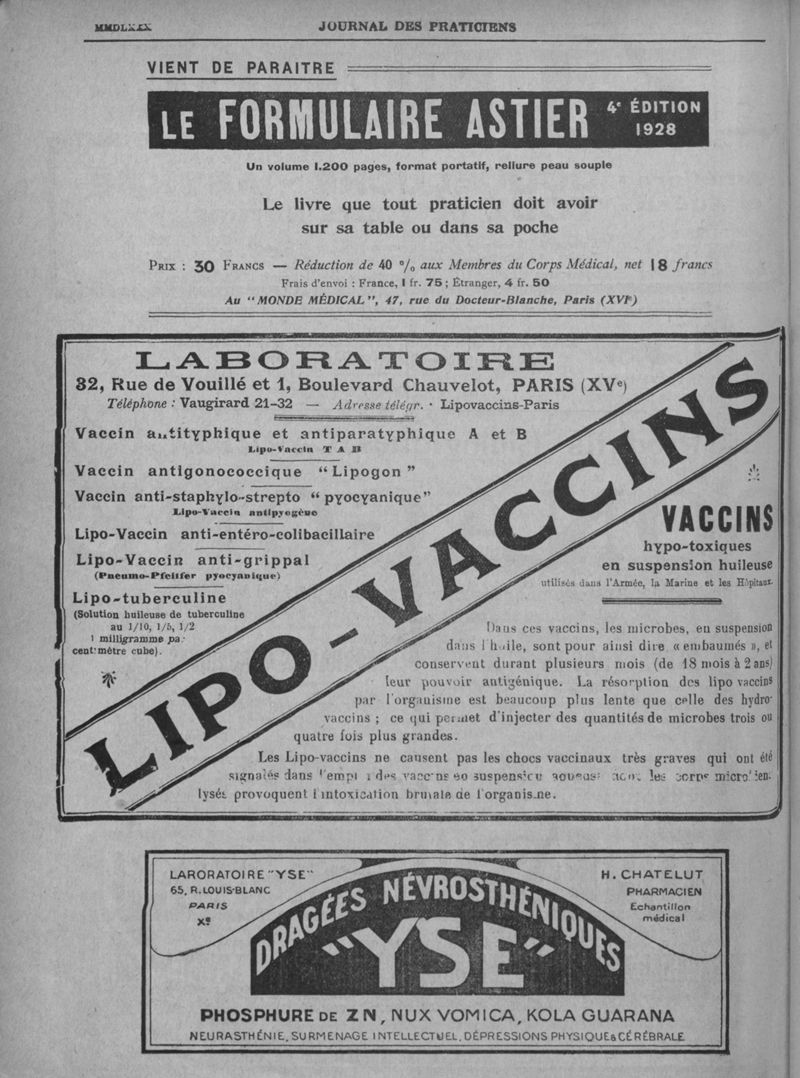 JOURNAL DES PRATICIENS
VIENT DE PARAITRE
LE FORMULAIRE ASTIER 4e ÉDITION 1928
Un volume 1.200 pages, format portatif, reliure peau souple
Le livre que tout praticien doit avoir
sur sa table ou dans sa poche
PRIX : 30 FRANCS — Réduction de 40 % aux Membres du Corps Médical, net 18 francs
Frais d'envoi : France, 1 fr. 75 ; Étranger, 4 fr. 50
Au "MONDE MÉDICAL", 47, rue du Docteur-Blanche, Paris (XVIe)
LABORATOIRE
82, Rue de Vouillé et 1, Boulevard Chauvelot, PARIS (XVe)
Téléphone : Vaugirard 21-32 — Adresse télégr. · Lipovaccins-Paris
Vaccin antityphique et antiparatyphique A et B
Lipo-Vaccin T A B
Vaccin antigonococcique "Lipogon"
Vaccin anti-staphylo-strepto "pyocyanique"
Lipo-Vaccin antipyogène
Lipo-Vaccin anti-entéro-colibacillaire
Lipo-Vaccin anti-grippal
(Pneumo-Pfeiffer pyocyanique)
Lipo-tuberculine
(Solution huileuse de tuberculine
au 1/10, 1/5, 1/2
1 milligramme pa
centimètre cube).
LIPO-VACCINS
VACCINS
hypo-toxiques
en suspension huileuse
utilisés dans l'Armée, la Marine et les Hôpitaux.
Dans ces vaccins, les microbes, en suspension
dans l'huile, sont pour ainsi dire « embaumés », et
conservent durant plusieurs mois (de 18 mois à 2 ans)
leur pouvoir antigénique. La résorption des lipo vaccins
par l'organisme est beaucoup plus lente que celle des hydro-
vaccins ; ce qui permet d'injecter des quantités de microbes trois ou
quatre fois plus grandes.
Les Lipo-vaccins ne causent pas les chocs vaccinaux très graves qui ont été
signalés dans l'emploi des vaccins en suspension les corps
lysés provoquent l'intoxication brutale de l'organisme.
LARORATOIRE "YSE"
65, R. LOUIS-BLANC
PARIS
Xe
H. CHATELUT
PHARMACIEN
Echantillon
médical
DRAGÉES NÉVROSTHÉNIQUES
"YSE"
PHOSPHURE DE ZN, NUX VOMICA, KOLA GUARANA
NEURASTHÉNIE, SURMENAGE INTELLECTUEL, DÉPRESSIONS PHYSIQUE & CÉRÉBRALE